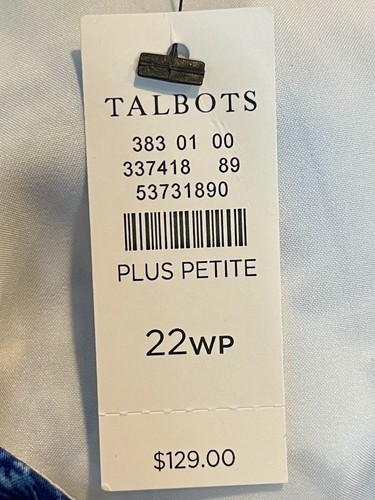 TALBOTS
383 01 00
337418 89
53731890
PLUS PETITE
22WP
$129.00